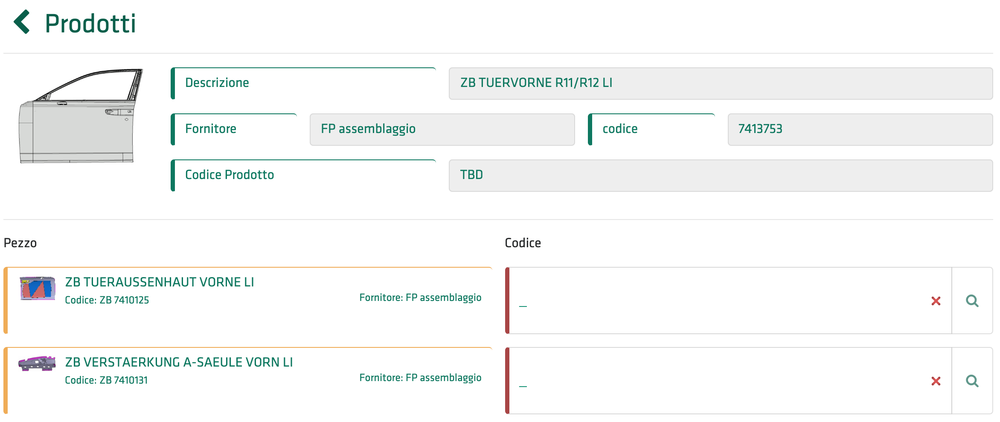 Prodotti
Descrizione
ZB TUERVORNE R11/R12 LI
Fornitore
FP assemblaggio
codice
7413753
Codice Prodotto
TBD
Pezzo
Codice
ZB TUERAUSSENHAUT VORNE LI
Codice: ZB 7410125
Fornitore: FP assemblaggio
_
ZB VERSTAERKUNG A-SAEULE VORN LI
Codice: ZB 7410131
Fornitore: FP assemblaggio
_